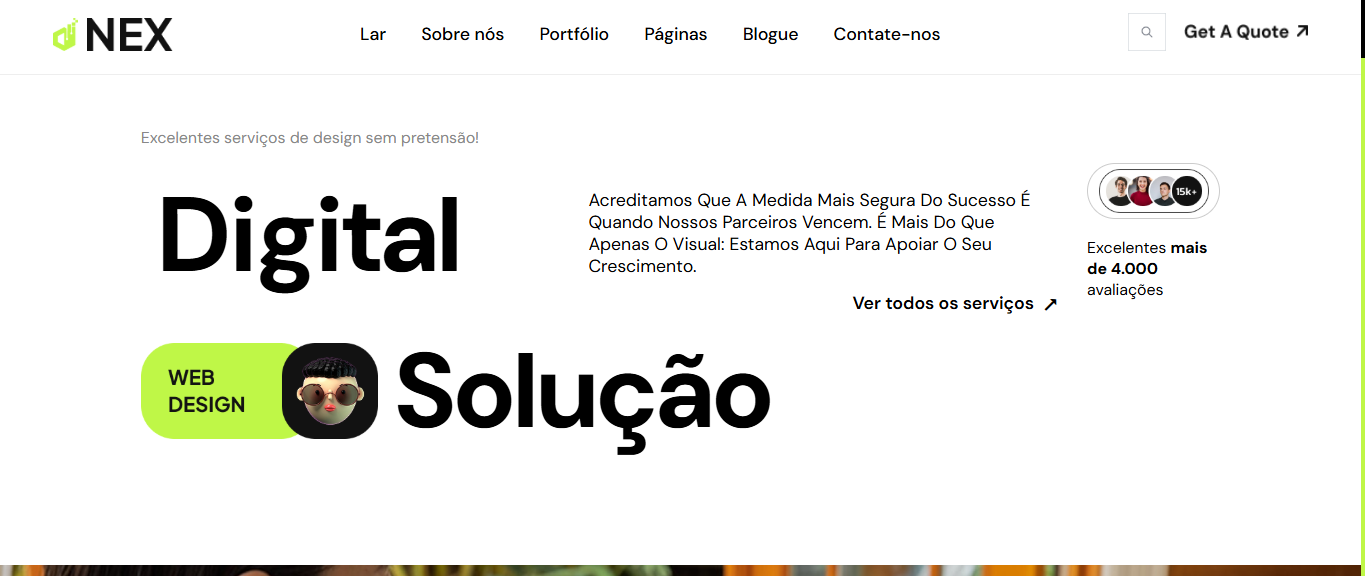 NEX
Lar
Sobre nós
Portfólio
Páginas
Blogue
Contate-nos
Get A Quote
Excelentes serviços de design sem pretensão!
Digital
Acreditamos Que A Medida Mais Segura Do Sucesso É
Quando Nossos Parceiros Vencem. É Mais Do Que
Apenas O Visual: Estamos Aqui Para Apoiar O Seu
Crescimento.
Ver todos os serviços
15k+
Excelentes mais
de 4.000
avaliações
WEB
DESIGN
Solução